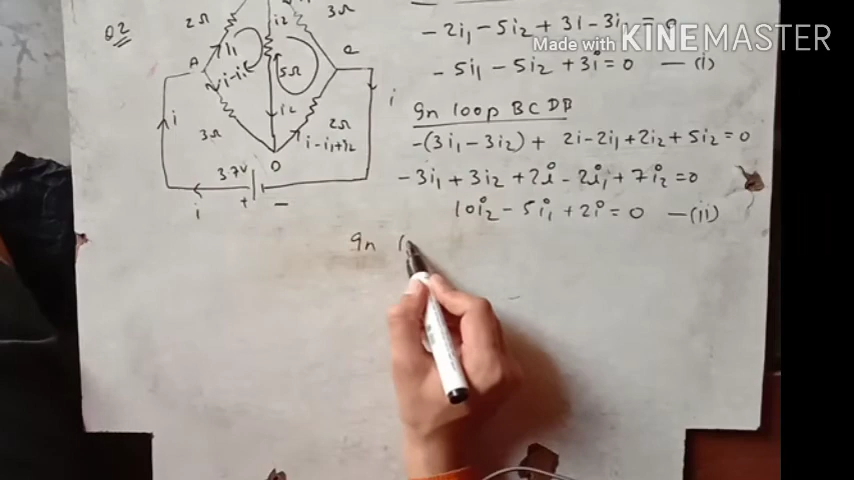 Q2
2Ω
i2
3Ω
A
i1
i-i1
5Ω
C
i
i2
i
3Ω
2Ω
i-i1+i2
D
37V
+ -
i
-2i1 - 5i2 + 3i - 3i1 = 0
-5i1 - 5i2 + 3i = 0 —(i)
In loop BCDB
-(3i1 - 3i2) + 2i - 2i1 + 2i2 + 5i2 = 0
-3i1 + 3i2 + 2i - 2i1 + 7i2 = 0
10i2 - 5i1 + 2i = 0 —(ii)
In
Made with KINEMASTER